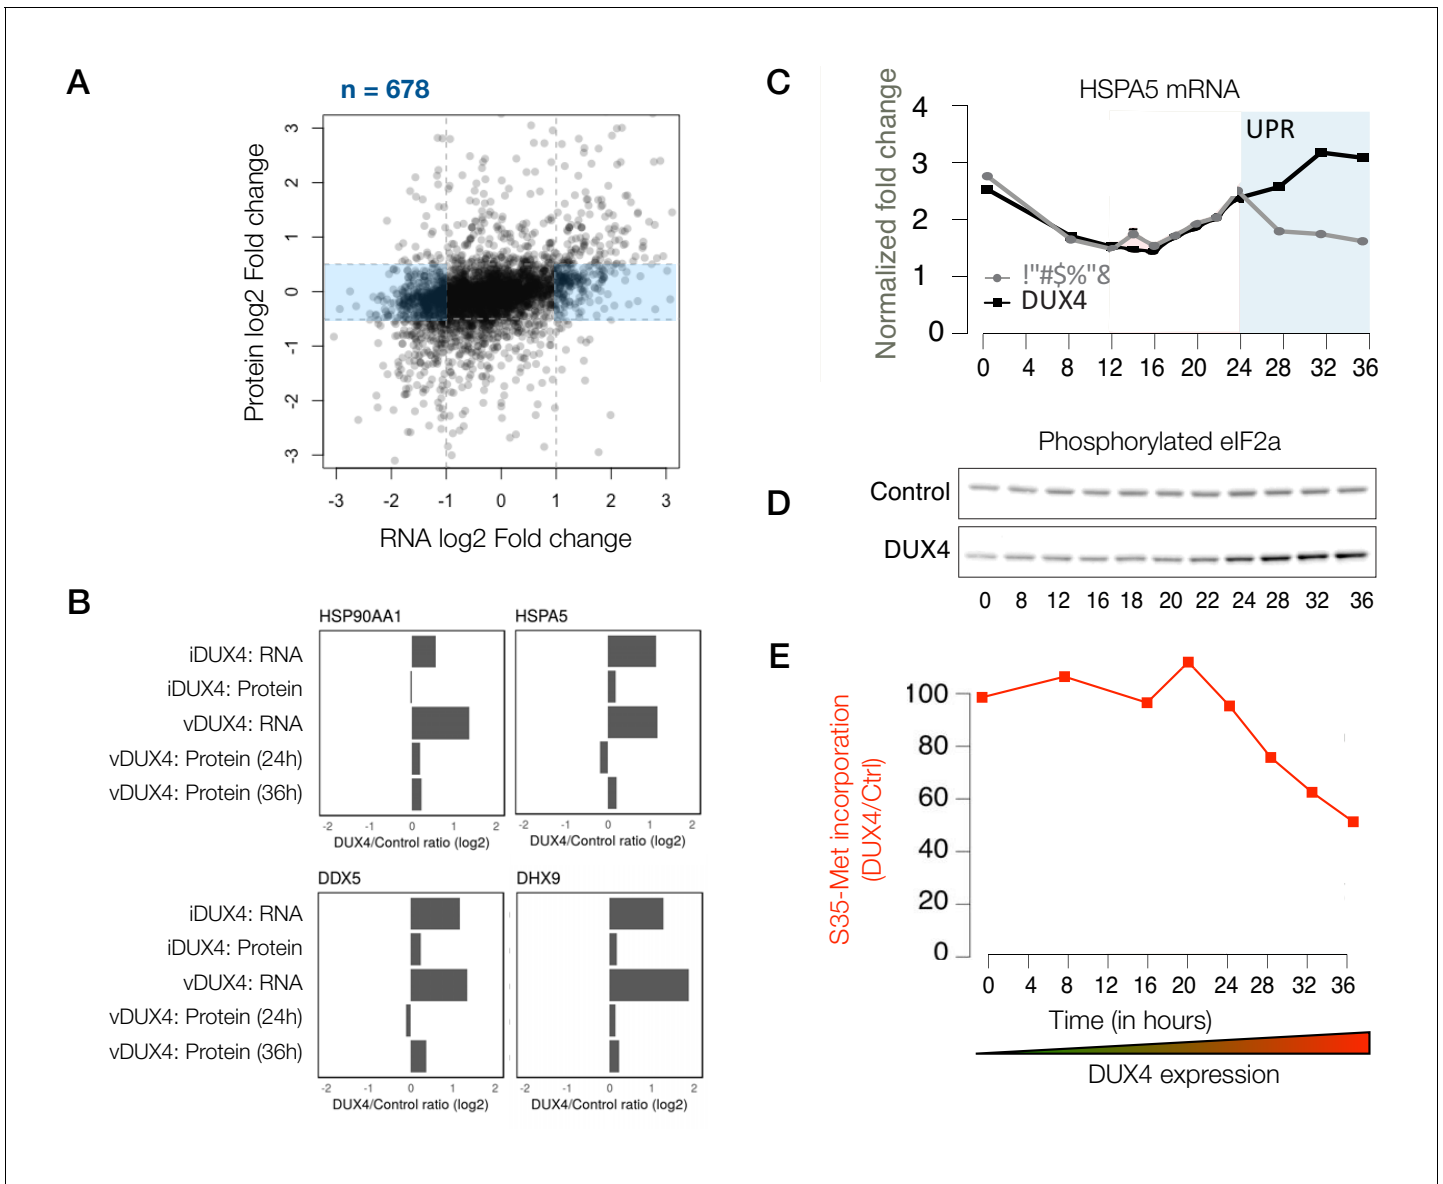 A
n = 678
Protein log2 Fold change
3
2
1
0
-1
-2
-3
-3 -2 -1 0 1 2 3
RNA log2 Fold change
B
HSP90AA1 HSPA5
iDUX4: RNA
iDUX4: Protein
vDUX4: RNA
vDUX4: Protein (24h)
vDUX4: Protein (36h)
-2 -1 0 1 2 -2 -1 0 1 2
DUX4/Control ratio (log2) DUX4/Control ratio (log2)
DDX5 DHX9
iDUX4: RNA
iDUX4: Protein
vDUX4: RNA
vDUX4: Protein (24h)
vDUX4: Protein (36h)
-2 -1 0 1 2 -2 -1 0 1 2
DUX4/Control ratio (log2) DUX4/Control ratio (log2)
C
HSPA5 mRNA
Normalized fold change
4
3
2
1
0
UPR
!"#$%"&
DUX4
0 4 8 12 16 20 24 28 32 36
D
Phosphorylated eIF2a
Control
DUX4
0 8 12 16 18 20 22 24 28 32 36
E
S35-Met incorporation
(DUX4/Ctrl)
100
80
60
40
20
0
0 4 8 12 16 20 24 28 32 36
Time (in hours)
DUX4 expression